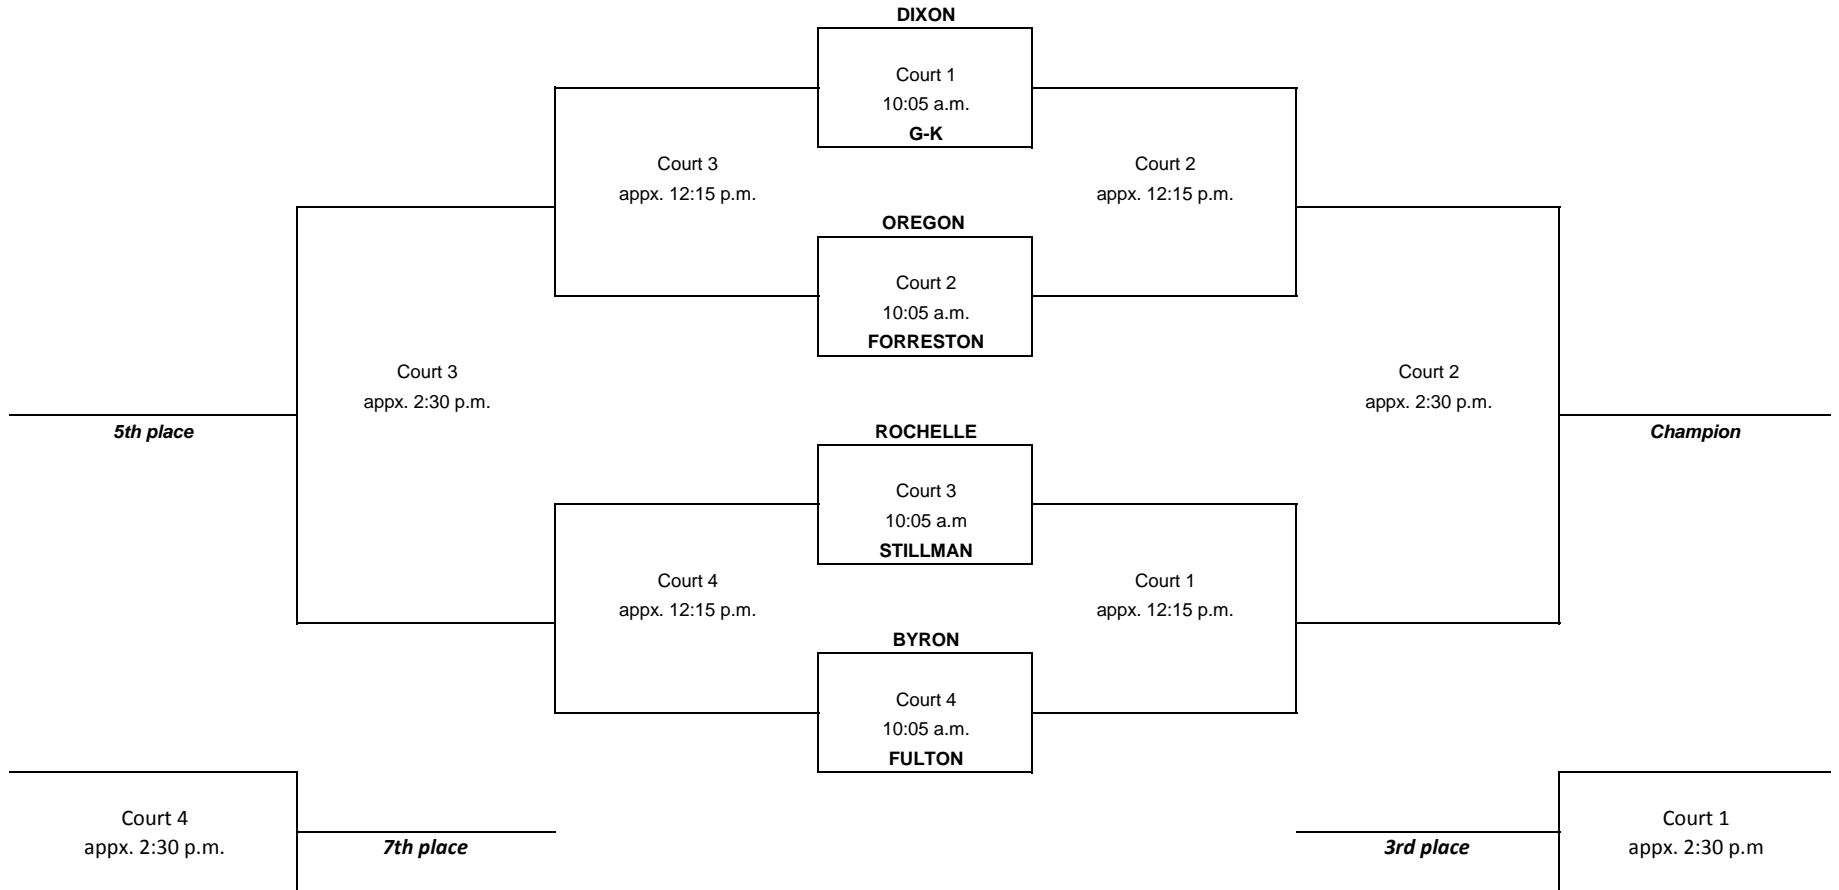 DIXON
Court 1
10:05 a.m.
G-K
Court 3
appx. 12:15 p.m.
Court 2
appx. 12:15 p.m.
OREGON
Court 2
10:05 a.m.
FORRESTON
Court 3
appx. 2:30 p.m.
Court 2
appx. 2:30 p.m.
5th place
Champion
ROCHELLE
Court 3
10:05 a.m
STILLMAN
Court 4
appx. 12:15 p.m.
Court 1
appx. 12:15 p.m.
BYRON
Court 4
10:05 a.m.
FULTON
Court 4
appx. 2:30 p.m.
7th place
3rd place
Court 1
appx. 2:30 p.m